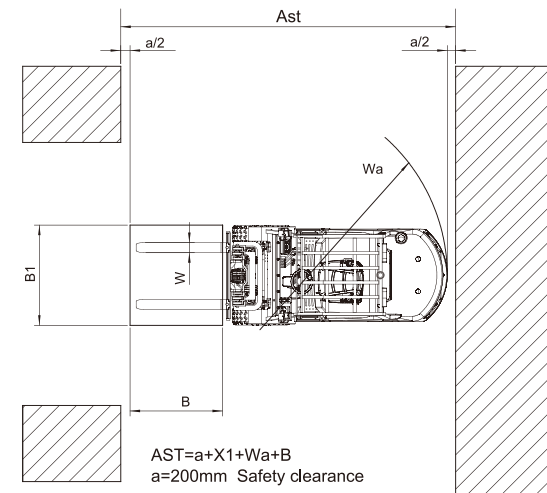 Ast
a/2
a/2
Wa
B1
W
B
AST=a+X1+Wa+B
a=200mm Safety clearance